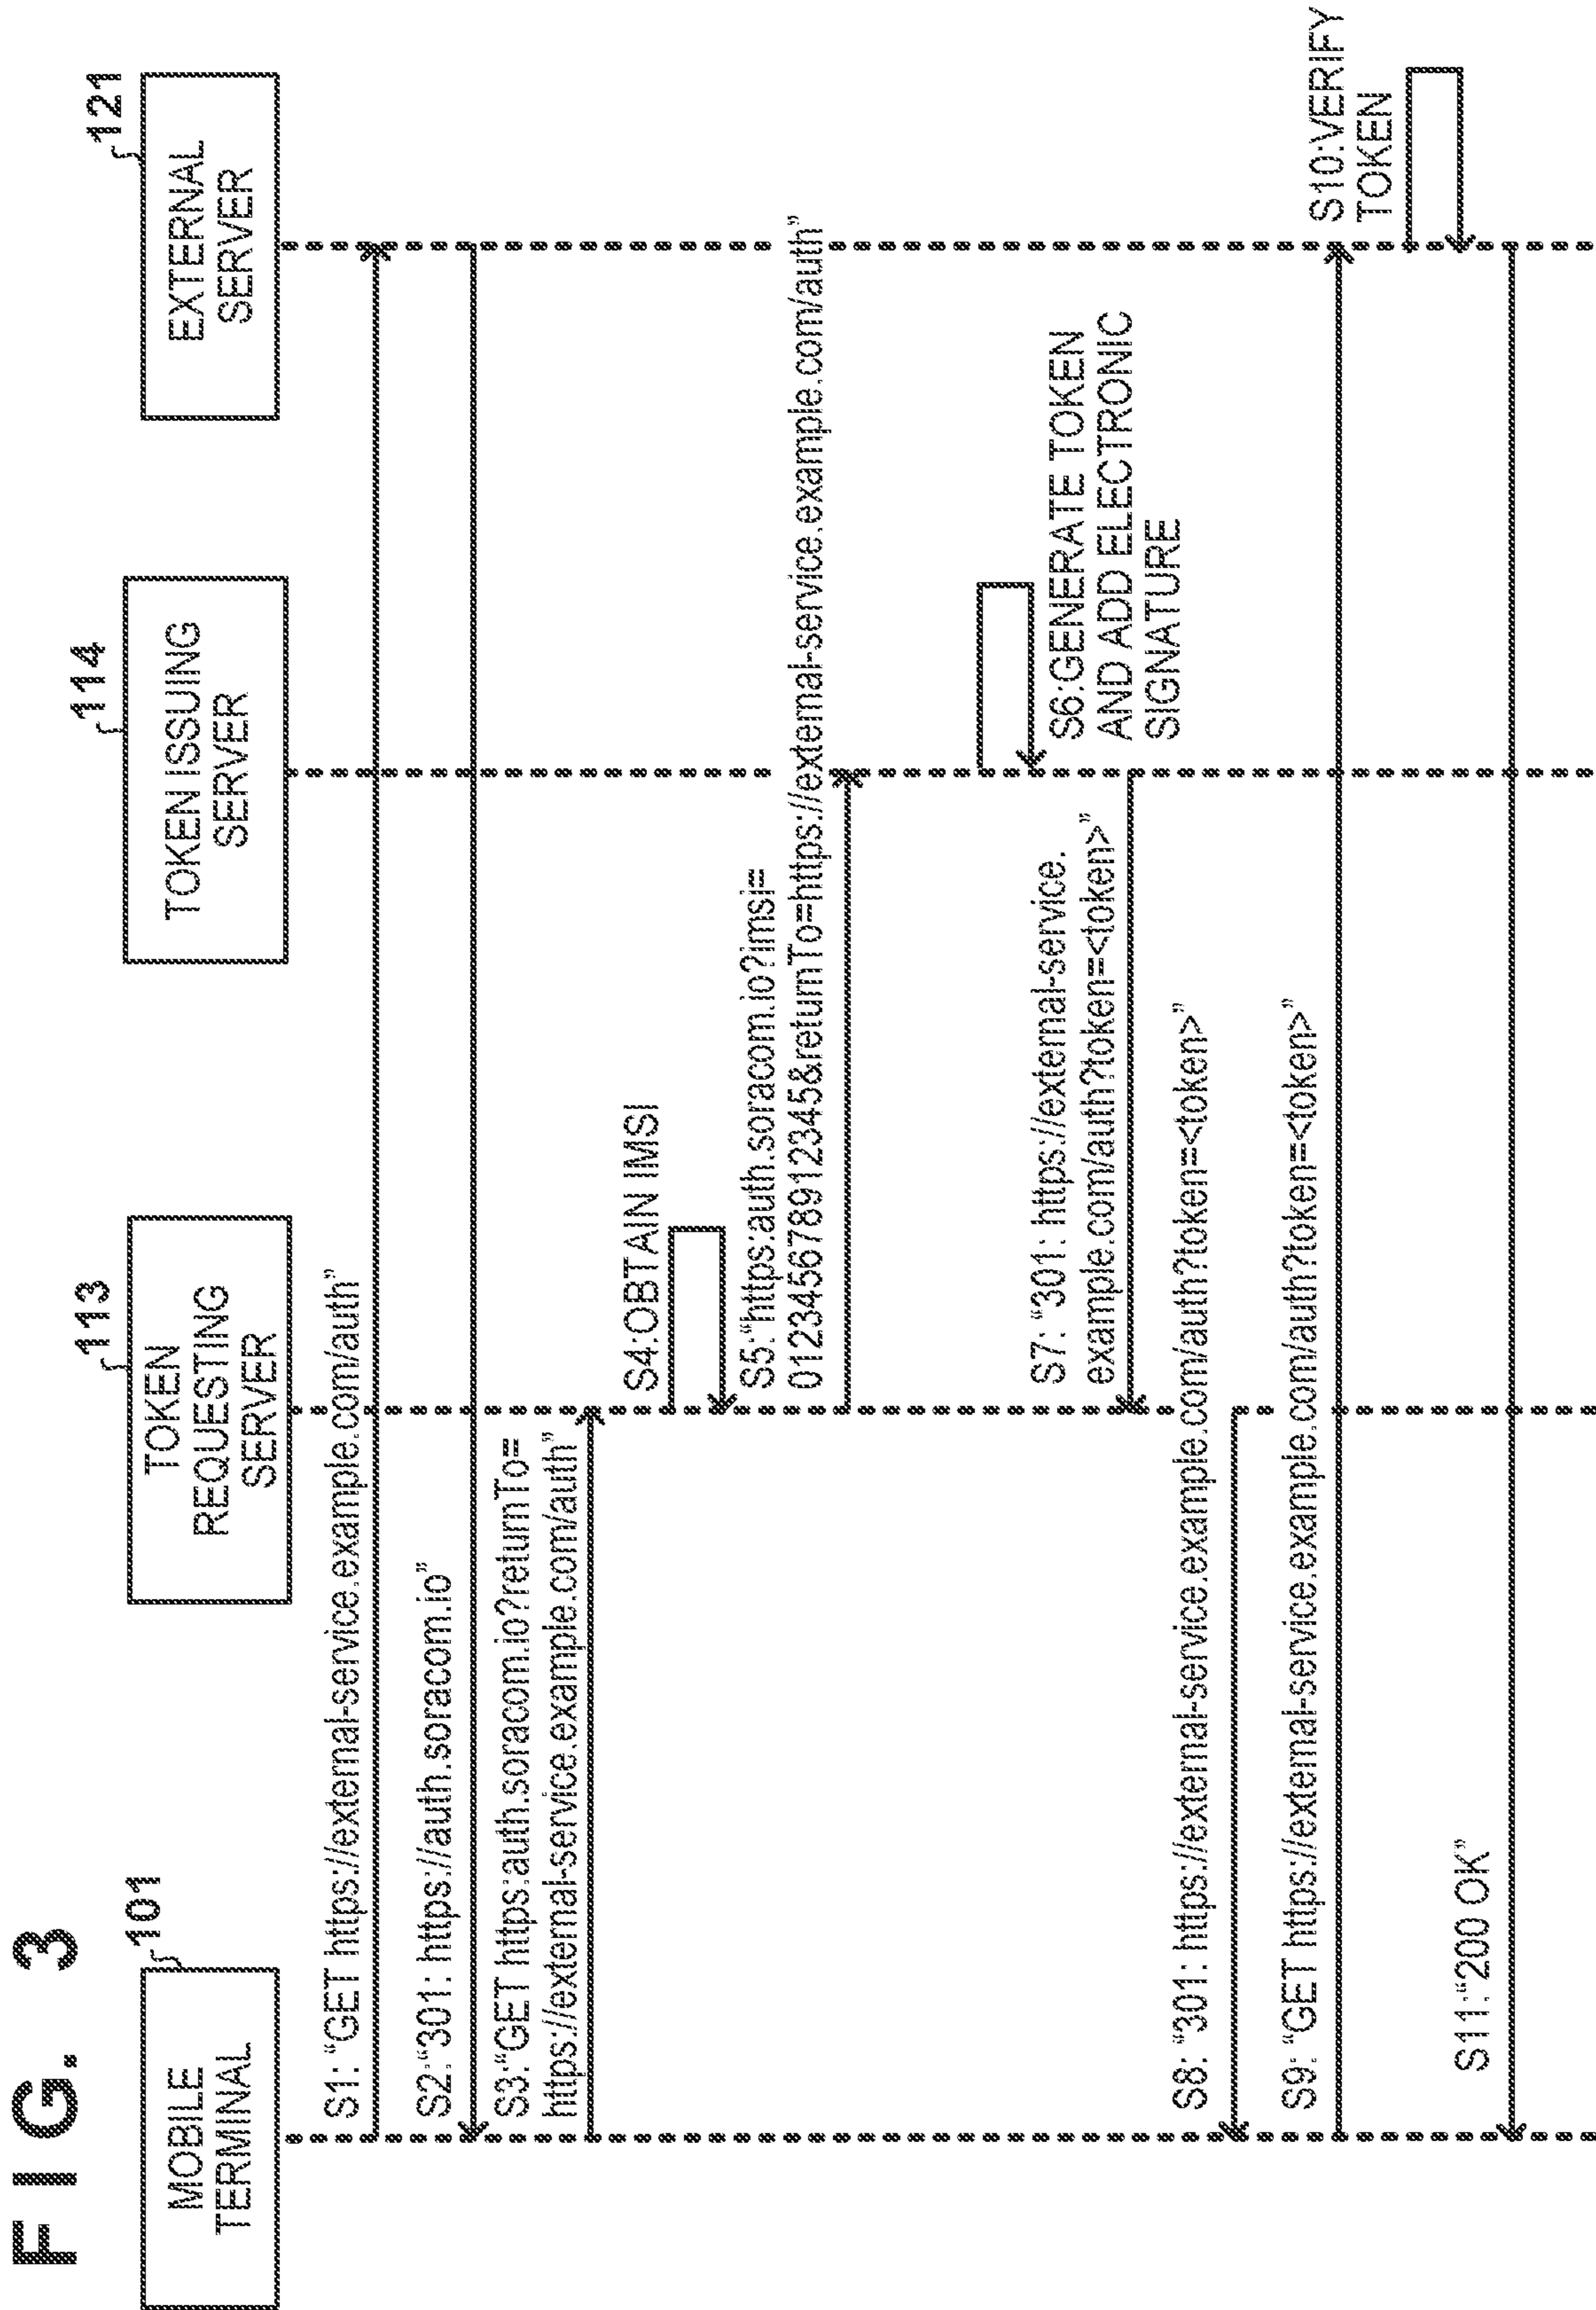 FIG. 3
101
MOBILE
TERMINAL
113
TOKEN
REQUESTING
SERVER
114
TOKEN ISSUING
SERVER
121
EXTERNAL
SERVER
S1: “GET https://external-service.example.com/auth”
S2:“301: https://auth.soracom.io”
S3:“GET https:auth.soracom.io?returnTo=
https://external-service.example.com/auth”
S4:OBTAIN IMSI
S5:“https:auth.soracom.io?imsi=
012345678912345&returnTo=https://external-service.example.com/auth”
S6:GENERATE TOKEN
AND ADD ELECTRONIC
SIGNATURE
S7: “301: https://external-service.
example.com/auth?token=<token>”
S8: “301: https://external-service.example.com/auth?token=<token>”
S9: “GET https://external-service.example.com/auth?token=<token>”
S10:VERIFY
TOKEN
S11:“200 OK”